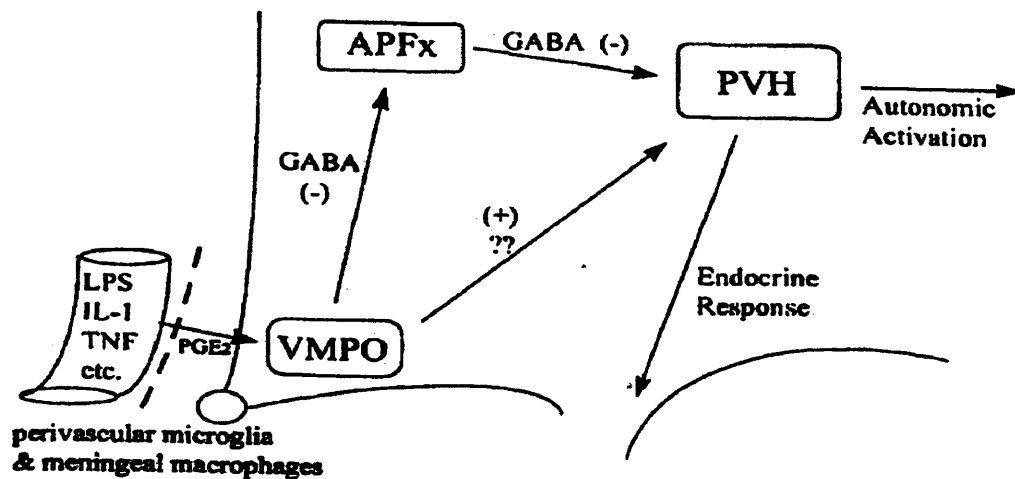 APFx
GABA (-)
PVH
Autonomic
Activation
GABA
(-)
(+)
??
LPS
IL-1
TNF
etc.
PGE2
VMPO
Endocrine
Response
perivascular microglia
& meningeal macrophages